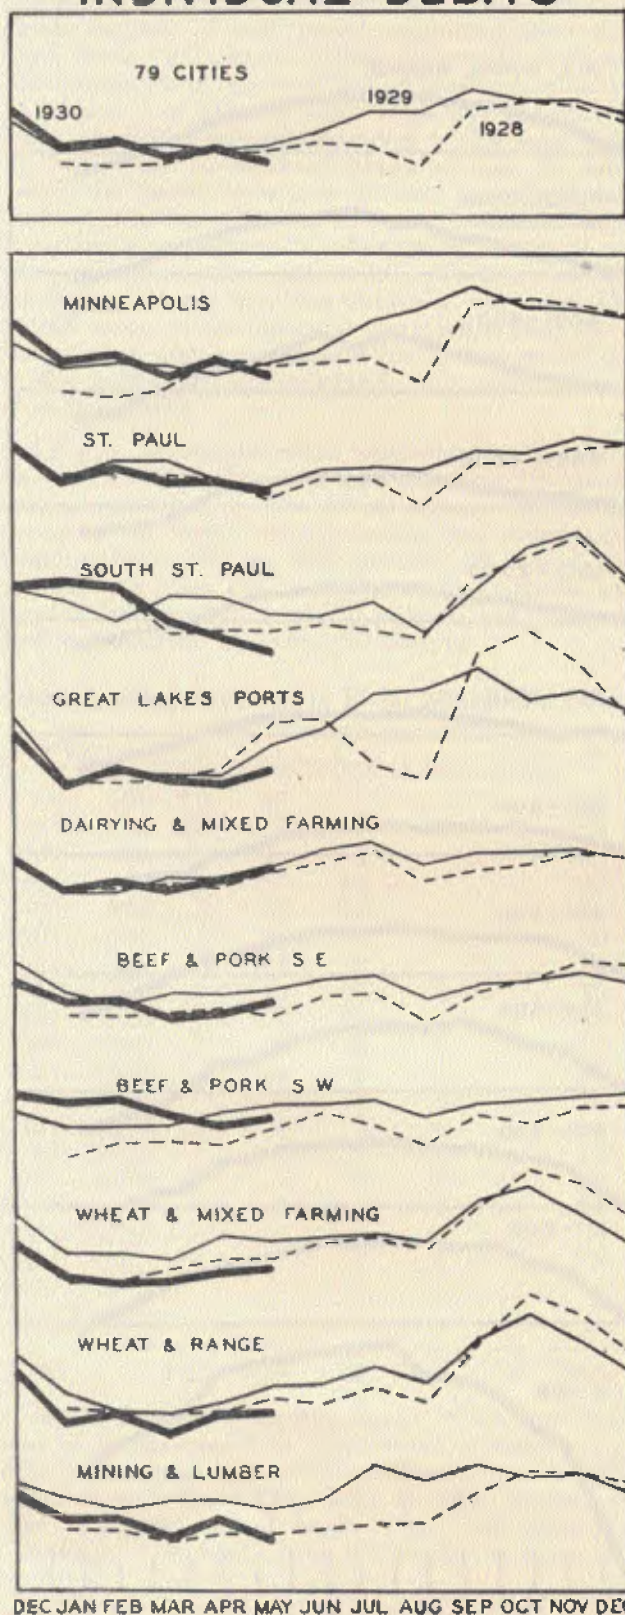 INDIVIDUAL DEBITS
79 CITIES
1930
1929
1928
MINNEAPOLIS
ST. PAUL
SOUTH ST. PAUL
GREAT LAKES PORTS
DAIRYING & MIXED FARMING
BEEF & PORK S E
BEEF & PORK S W
WHEAT & MIXED FARMING
WHEAT & RANGE
MINING & LUMBER
DEC JAN FEB MAR APR MAY JUN JUL AUG SEP OCT NOV DEC